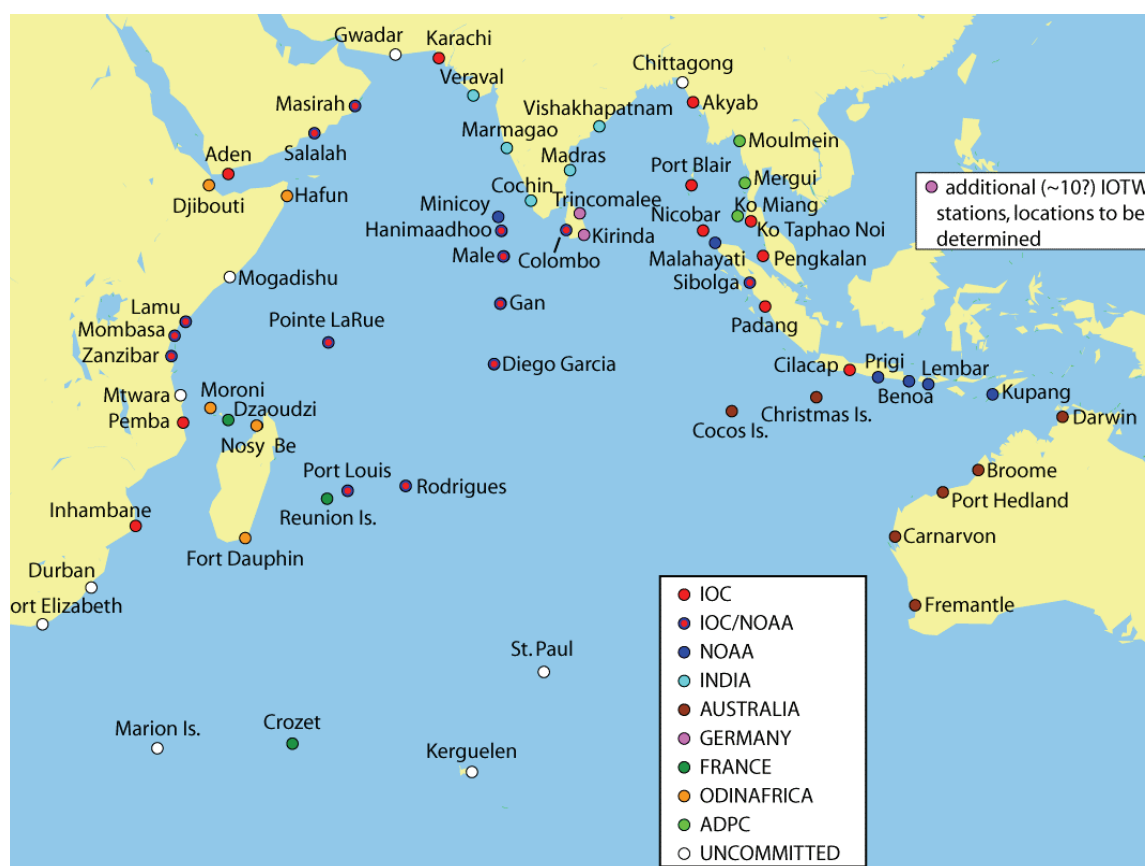 Gwadar
Karachi
Chittagong
Veraval
Akyab
Masirah
Vishakhapatnam
Salalah
Marmagao
Moulmein
Aden
Madras
Port Blair
Djibouti
Hafun
Cochin
Mergui
additional (~10?) IOTW
stations, locations to be
determined
Minicoy
Trincomalee
Ko Miang
Hanimaadhoo
Nicobar
Ko Taphao Noi
Kirinda
Male
Colombo
Malahayati
Pengkalan
Mogadishu
Sibolga
Lamu
Gan
Mombasa
Pointe LaRue
Padang
Zanzibar
Diego Garcia
Cilacap
Prigi
Lembar
Mtwara
Moroni
Benoa
Kupang
Dzaoudzi
Christmas Is.
Pemba
Cocos Is.
Darwin
Nosy Be
Port Louis
Rodrigues
Broome
Port Hedland
Inhambane
Reunion Is.
Carnarvon
Fort Dauphin
Durban
ort Elizabeth
Fremantle
St. Paul
Marion Is.
Crozet
Kerguelen
IOC
IOC/NOAA
NOAA
INDIA
AUSTRALIA
GERMANY
FRANCE
ODINAFRICA
ADPC
UNCOMMITTED